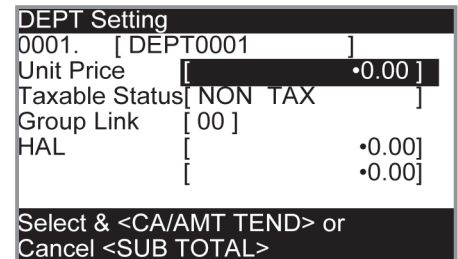 DEPT Setting
0001. [ DEPT0001 ]
Unit Price [ •0.00 ]
Taxable Status[ NON TAX ]
Group Link [ 00 ]
HAL [ •0.00]
[ •0.00]
Select & <CA/AMT TEND> or
Cancel <SUB TOTAL>